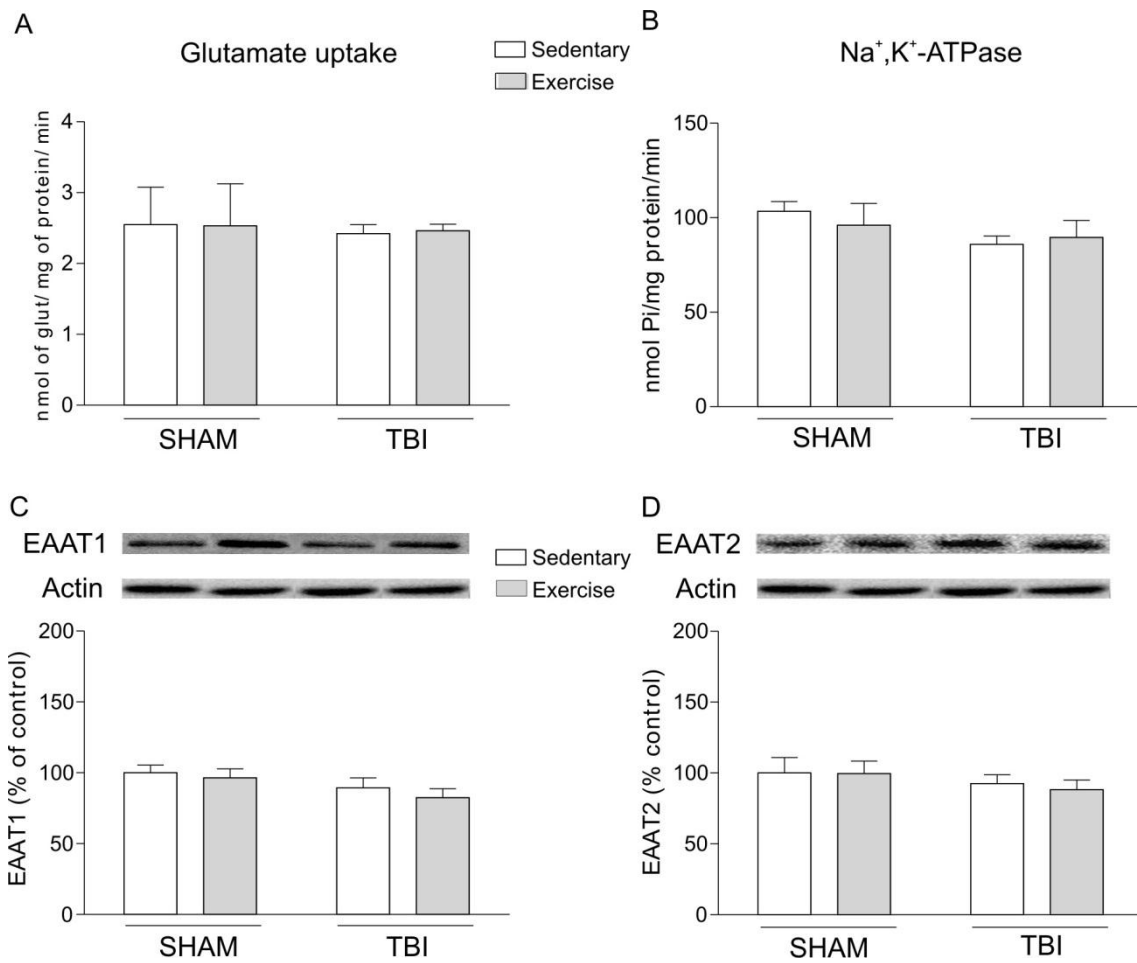 A
Glutamate uptake
Sedentary
Exercise
nmol of glut/ mg of protein/ min
4
3
2
1
0
SHAM
TBI
B
Na⁺,K⁺-ATPase
nmol Pi/mg protein/min
150
100
50
0
SHAM
TBI
C
EAAT1
Actin
Sedentary
Exercise
EAAT1 (% of control)
200
150
100
50
0
SHAM
TBI
D
EAAT2
Actin
EAAT2 (% control)
200
150
100
50
0
SHAM
TBI